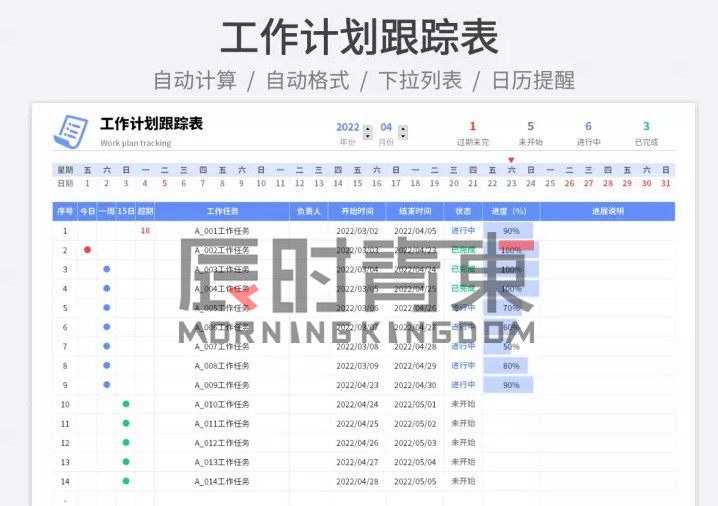 工作计划跟踪表
自动计算 / 自动格式 / 下拉列表 / 日历提醒
工作计划跟踪表
Work plan tracking
2022 04
年份 月份
1 5 6 3
过期未完 未开始 进行中 已完成
星期 五 六 日 一 二 三 四 五 六 日 一 二 三 四 五 六 日 一 二 三 四 五 六 日 一 二 三 四 五 六 日
日期 1 2 3 4 5 6 7 8 9 10 11 12 13 14 15 16 17 18 19 20 21 22 23 24 25 26 27 28 29 30 31
序号 今日 一周 15日 超期 工作任务 负责人 开始时间 结束时间 状态 进度（%） 进展说明
1 18 A_001工作任务 2022/03/02 2022/04/05 进行中 90%
2 A_002工作任务 2022/03/03 2022/04/23 已完成 100%
3 A_003工作任务 2022/03/04 2022/04/24 已完成 100%
4 A_004工作任务 2022/03/05 2022/04/25 已完成 100%
5 A_005工作任务 2022/03/06 2022/04/26 进行中 70%
6 A_006工作任务 2022/03/07 2022/04/27 进行中 60%
7 A_007工作任务 2022/03/08 2022/04/28 进行中 50%
8 A_008工作任务 2022/03/09 2022/04/29 进行中 80%
9 A_009工作任务 2022/04/23 2022/04/30 进行中 90%
10 A_010工作任务 2022/04/24 2022/05/01 未开始
11 A_011工作任务 2022/04/25 2022/05/02 未开始
12 A_012工作任务 2022/04/26 2022/05/03 未开始
13 A_013工作任务 2022/04/27 2022/05/04 未开始
14 A_014工作任务 2022/04/28 2022/05/05 未开始
-
辰时青東
MORNINGKINGDOM